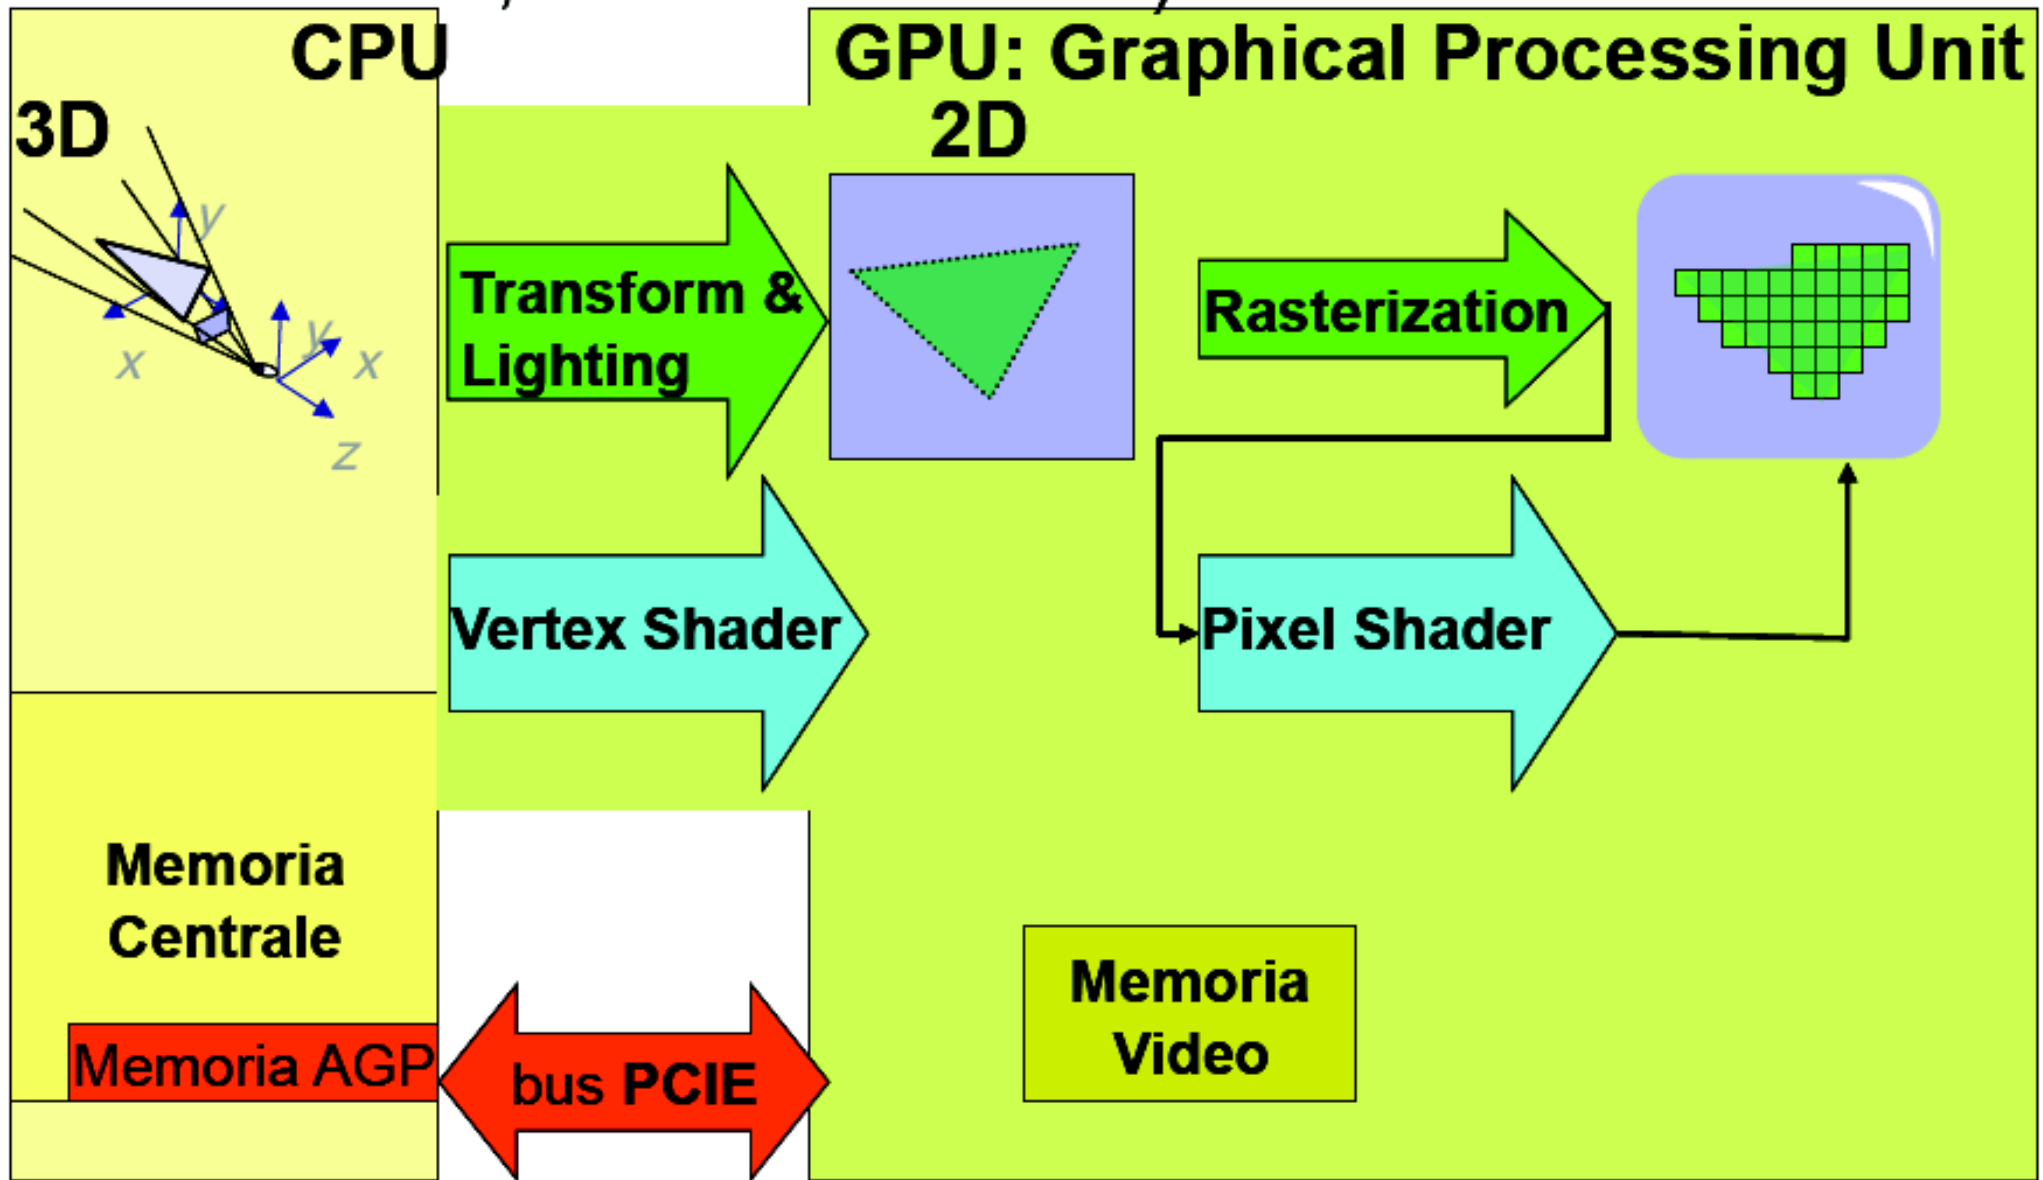 CPU
GPU: Graphical Processing Unit
3D
2D
y
x
y
x
z
Transform &
Lighting
Rasterization
Vertex Shader
Pixel Shader
Memoria
Centrale
Memoria AGP
bus PCIE
Memoria
Video